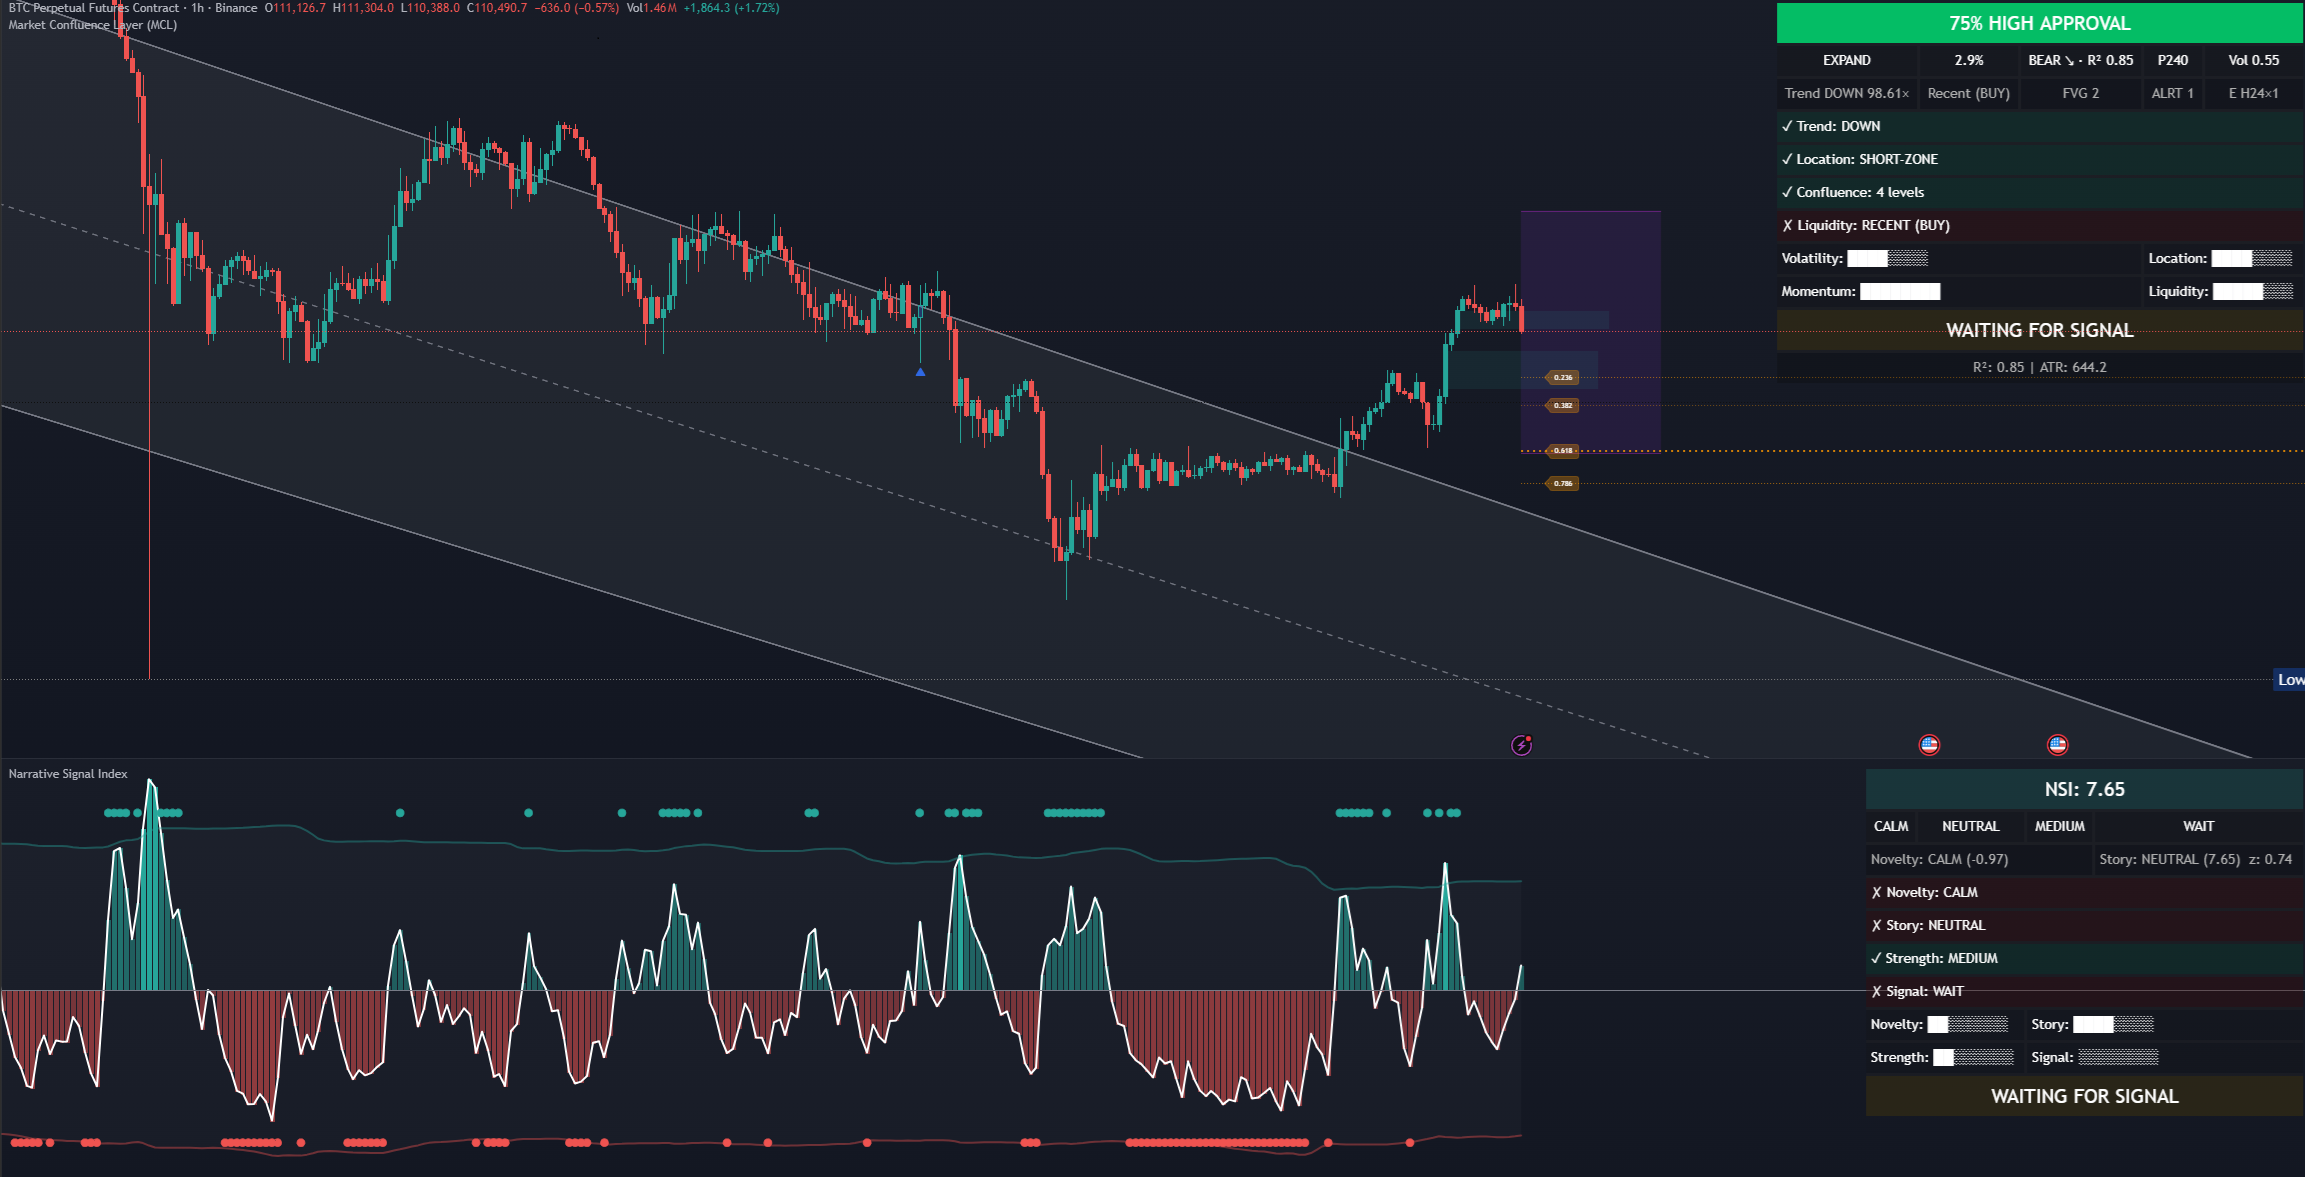 BTC Perpetual Futures Contract · 1h · Binance O111,126.7 H111,304.0 L110,388.0 C110,490.7 −636.0 (−0.57%) Vol1.46 M +1,864.3 (+1.72%)
Market Confluence Layer (MCL)
75% HIGH APPROVAL
EXPAND 2.9% BEAR ↘ · R² 0.85 P240 Vol 0.55
Trend DOWN 98.61× Recent (BUY) FVG 2 ALRT 1 E H24×1
✓ Trend: DOWN
✓ Location: SHORT-ZONE
✓ Confluence: 4 levels
✗ Liquidity: RECENT (BUY)
Volatility: Location:
Momentum: Liquidity:
WAITING FOR SIGNAL
R²: 0.85 | ATR: 644.2
0.236
0.382
0.618
0.786
Low
Narrative Signal Index
NSI: 7.65
CALM NEUTRAL MEDIUM WAIT
Novelty: CALM (-0.97) Story: NEUTRAL (7.65) z: 0.74
✗ Novelty: CALM
✗ Story: NEUTRAL
✓ Strength: MEDIUM
✗ Signal: WAIT
Novelty: Story:
Strength: Signal:
WAITING FOR SIGNAL